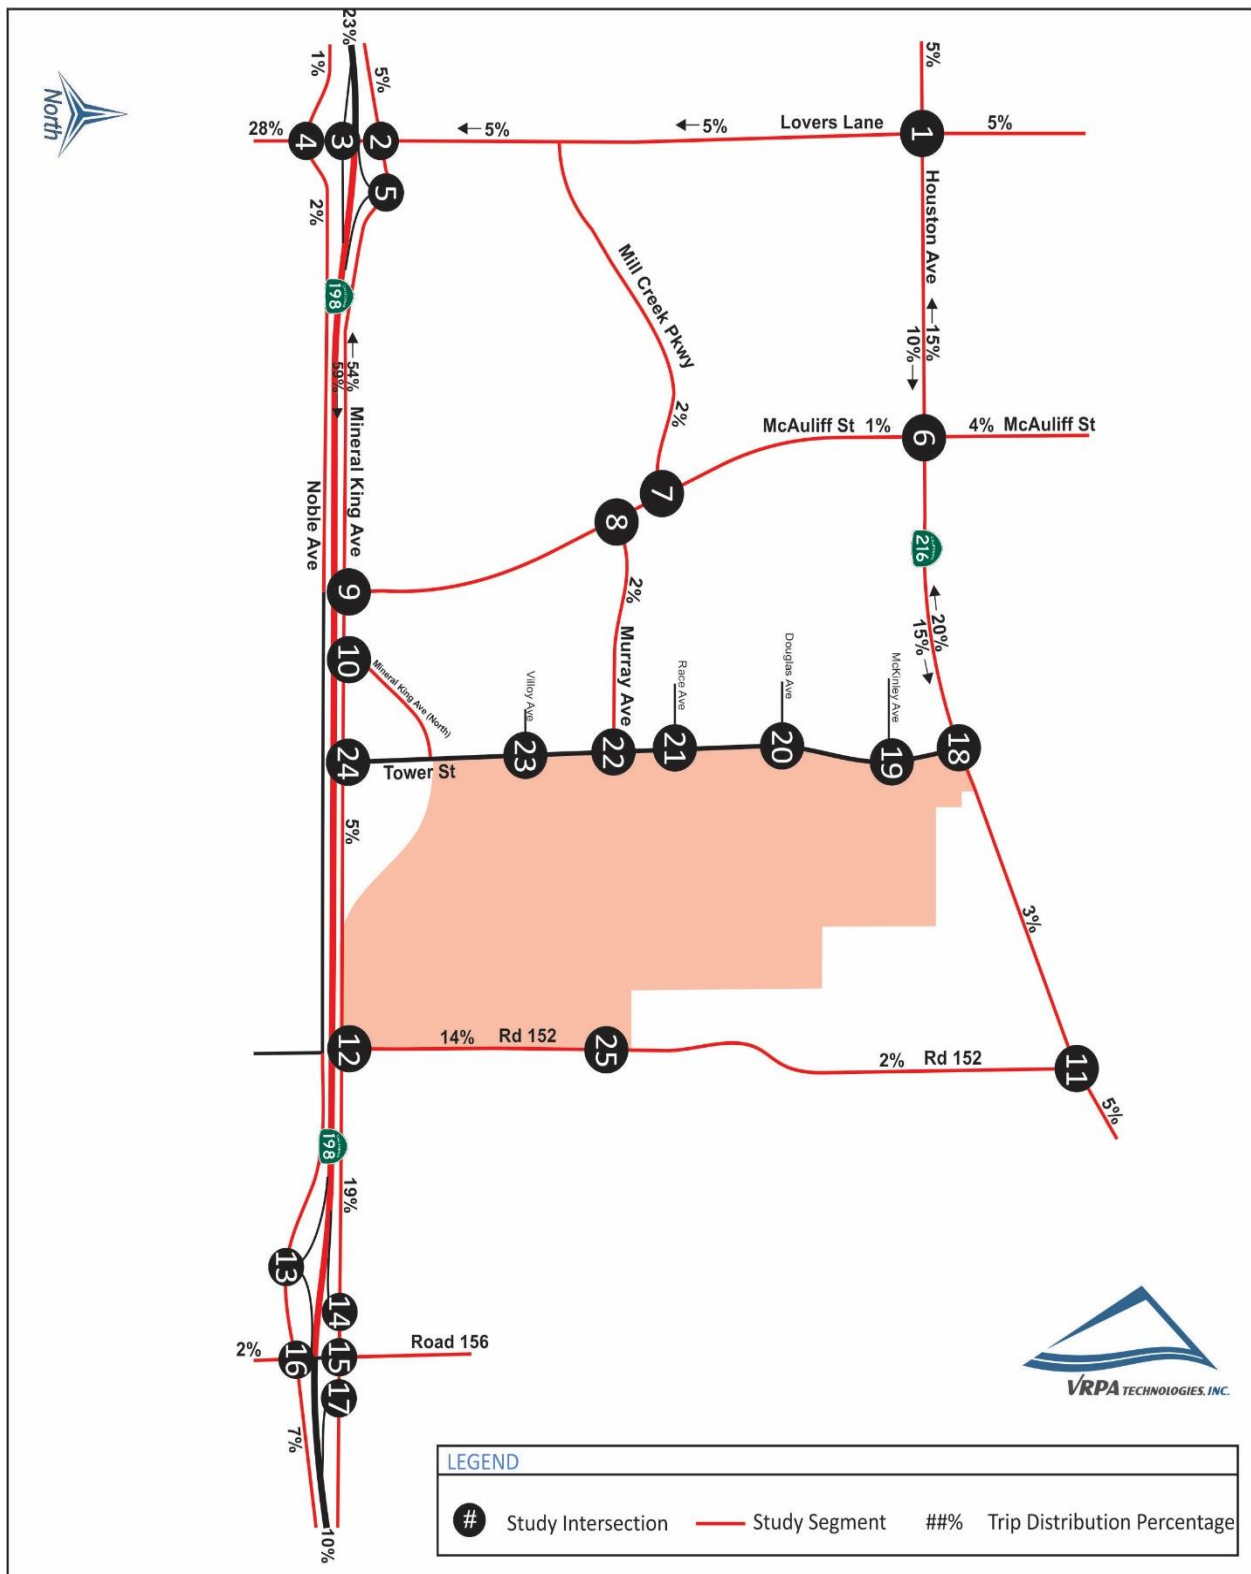 23%
1%
5%
5%
North
28%
4
3
2
5%
5%
Lovers Lane
1
5%
5
2%
Houston Ave
Mill Creek Pkwy
198
15%
10%
54%
59%
2%
McAuliff St 1%
6
4% McAuliff St
Mineral King Ave
Noble Ave
7
8
216
9
2%
20%
15%
10
Mineral King Ave (North)
Murray Ave
Villoy Ave
Race Ave
Douglas Ave
McKinley Ave
24
Tower St
23
22
21
20
19
18
5%
3%
12
14%
Rd 152
25
2%
Rd 152
11
5%
198
19%
13
14
2%
16
15
Road 156
17
7%
10%
VRPA TECHNOLOGIES, INC.
LEGEND
# Study Intersection
Study Segment
##% Trip Distribution Percentage